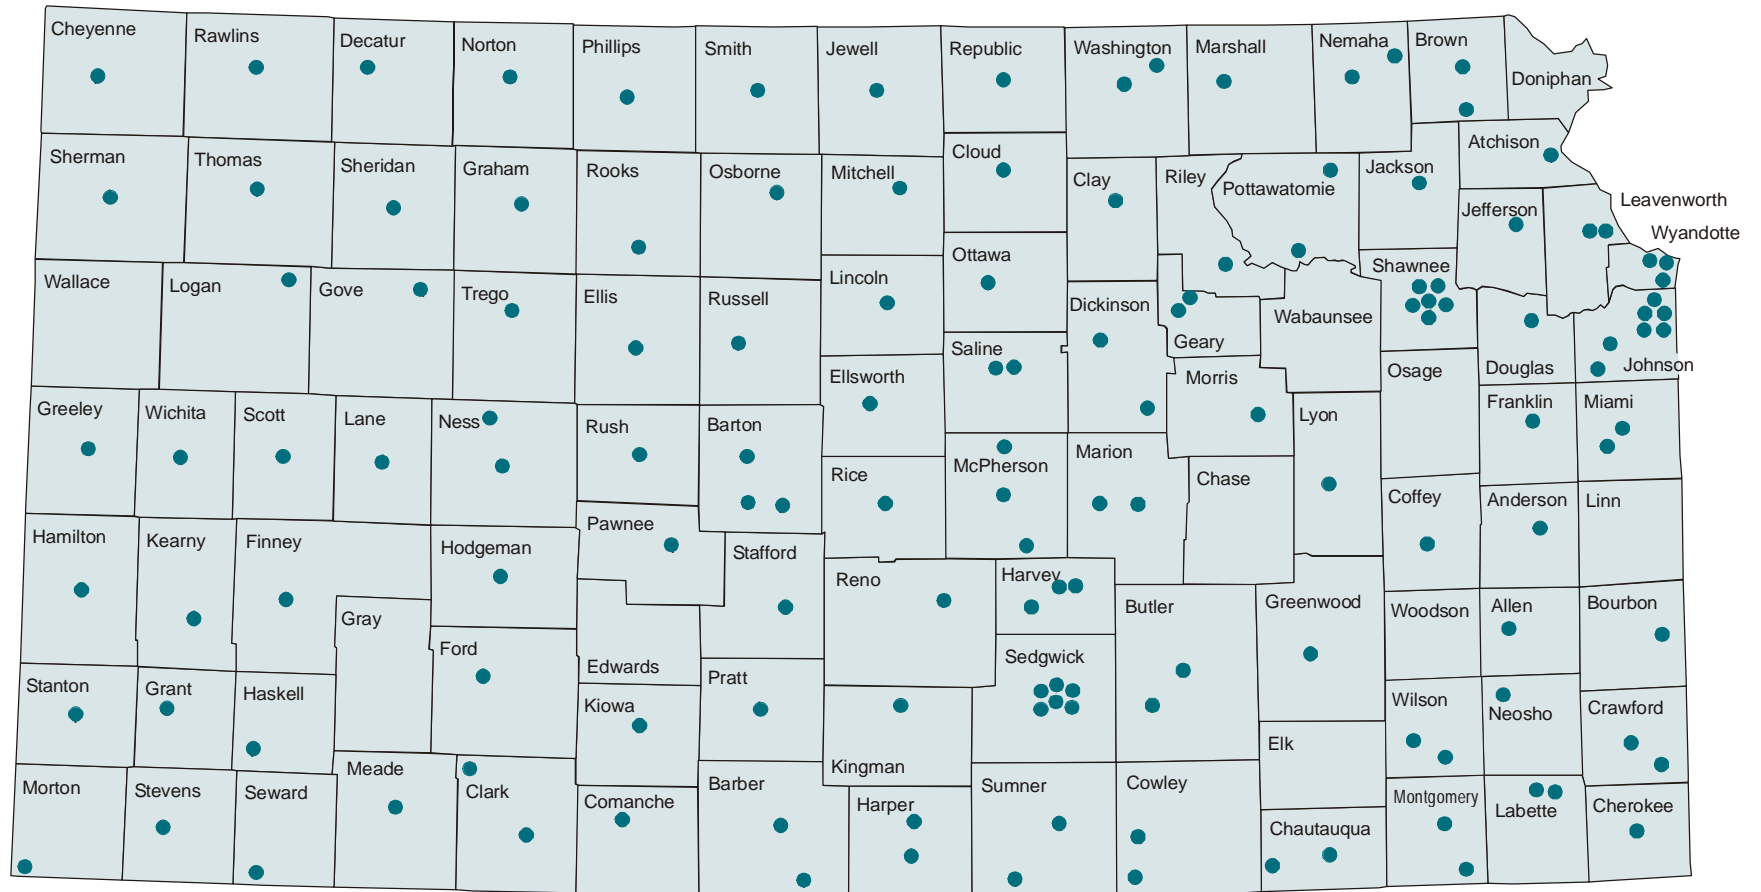 Cheyenne
Rawlins
Decatur
Norton
Phillips
Smith
Jewell
Republic
Washington
Marshall
Nemaha
Brown
Doniphan
Sherman
Thomas
Sheridan
Graham
Rooks
Osborne
Mitchell
Cloud
Clay
Riley
Pottawatomie
Jackson
Atchison
Jefferson
Leavenworth
Wyandotte
Wallace
Logan
Gove
Trego
Ellis
Russell
Lincoln
Ottawa
Dickinson
Geary
Wabaunsee
Shawnee
Douglas
Johnson
Saline
Ellsworth
Morris
Osage
Greeley
Wichita
Scott
Lane
Ness
Rush
Barton
Rice
McPherson
Marion
Chase
Lyon
Franklin
Miami
Coffey
Anderson
Linn
Hamilton
Kearny
Finney
Hodgeman
Pawnee
Stafford
Reno
Harvey
Butler
Greenwood
Woodson
Allen
Bourbon
Gray
Ford
Edwards
Sedgwick
Stanton
Grant
Haskell
Kiowa
Pratt
Kingman
Elk
Wilson
Neosho
Crawford
Morton
Stevens
Seward
Meade
Clark
Comanche
Barber
Harper
Sumner
Cowley
Chautauqua
Montgomery
Labette
Cherokee